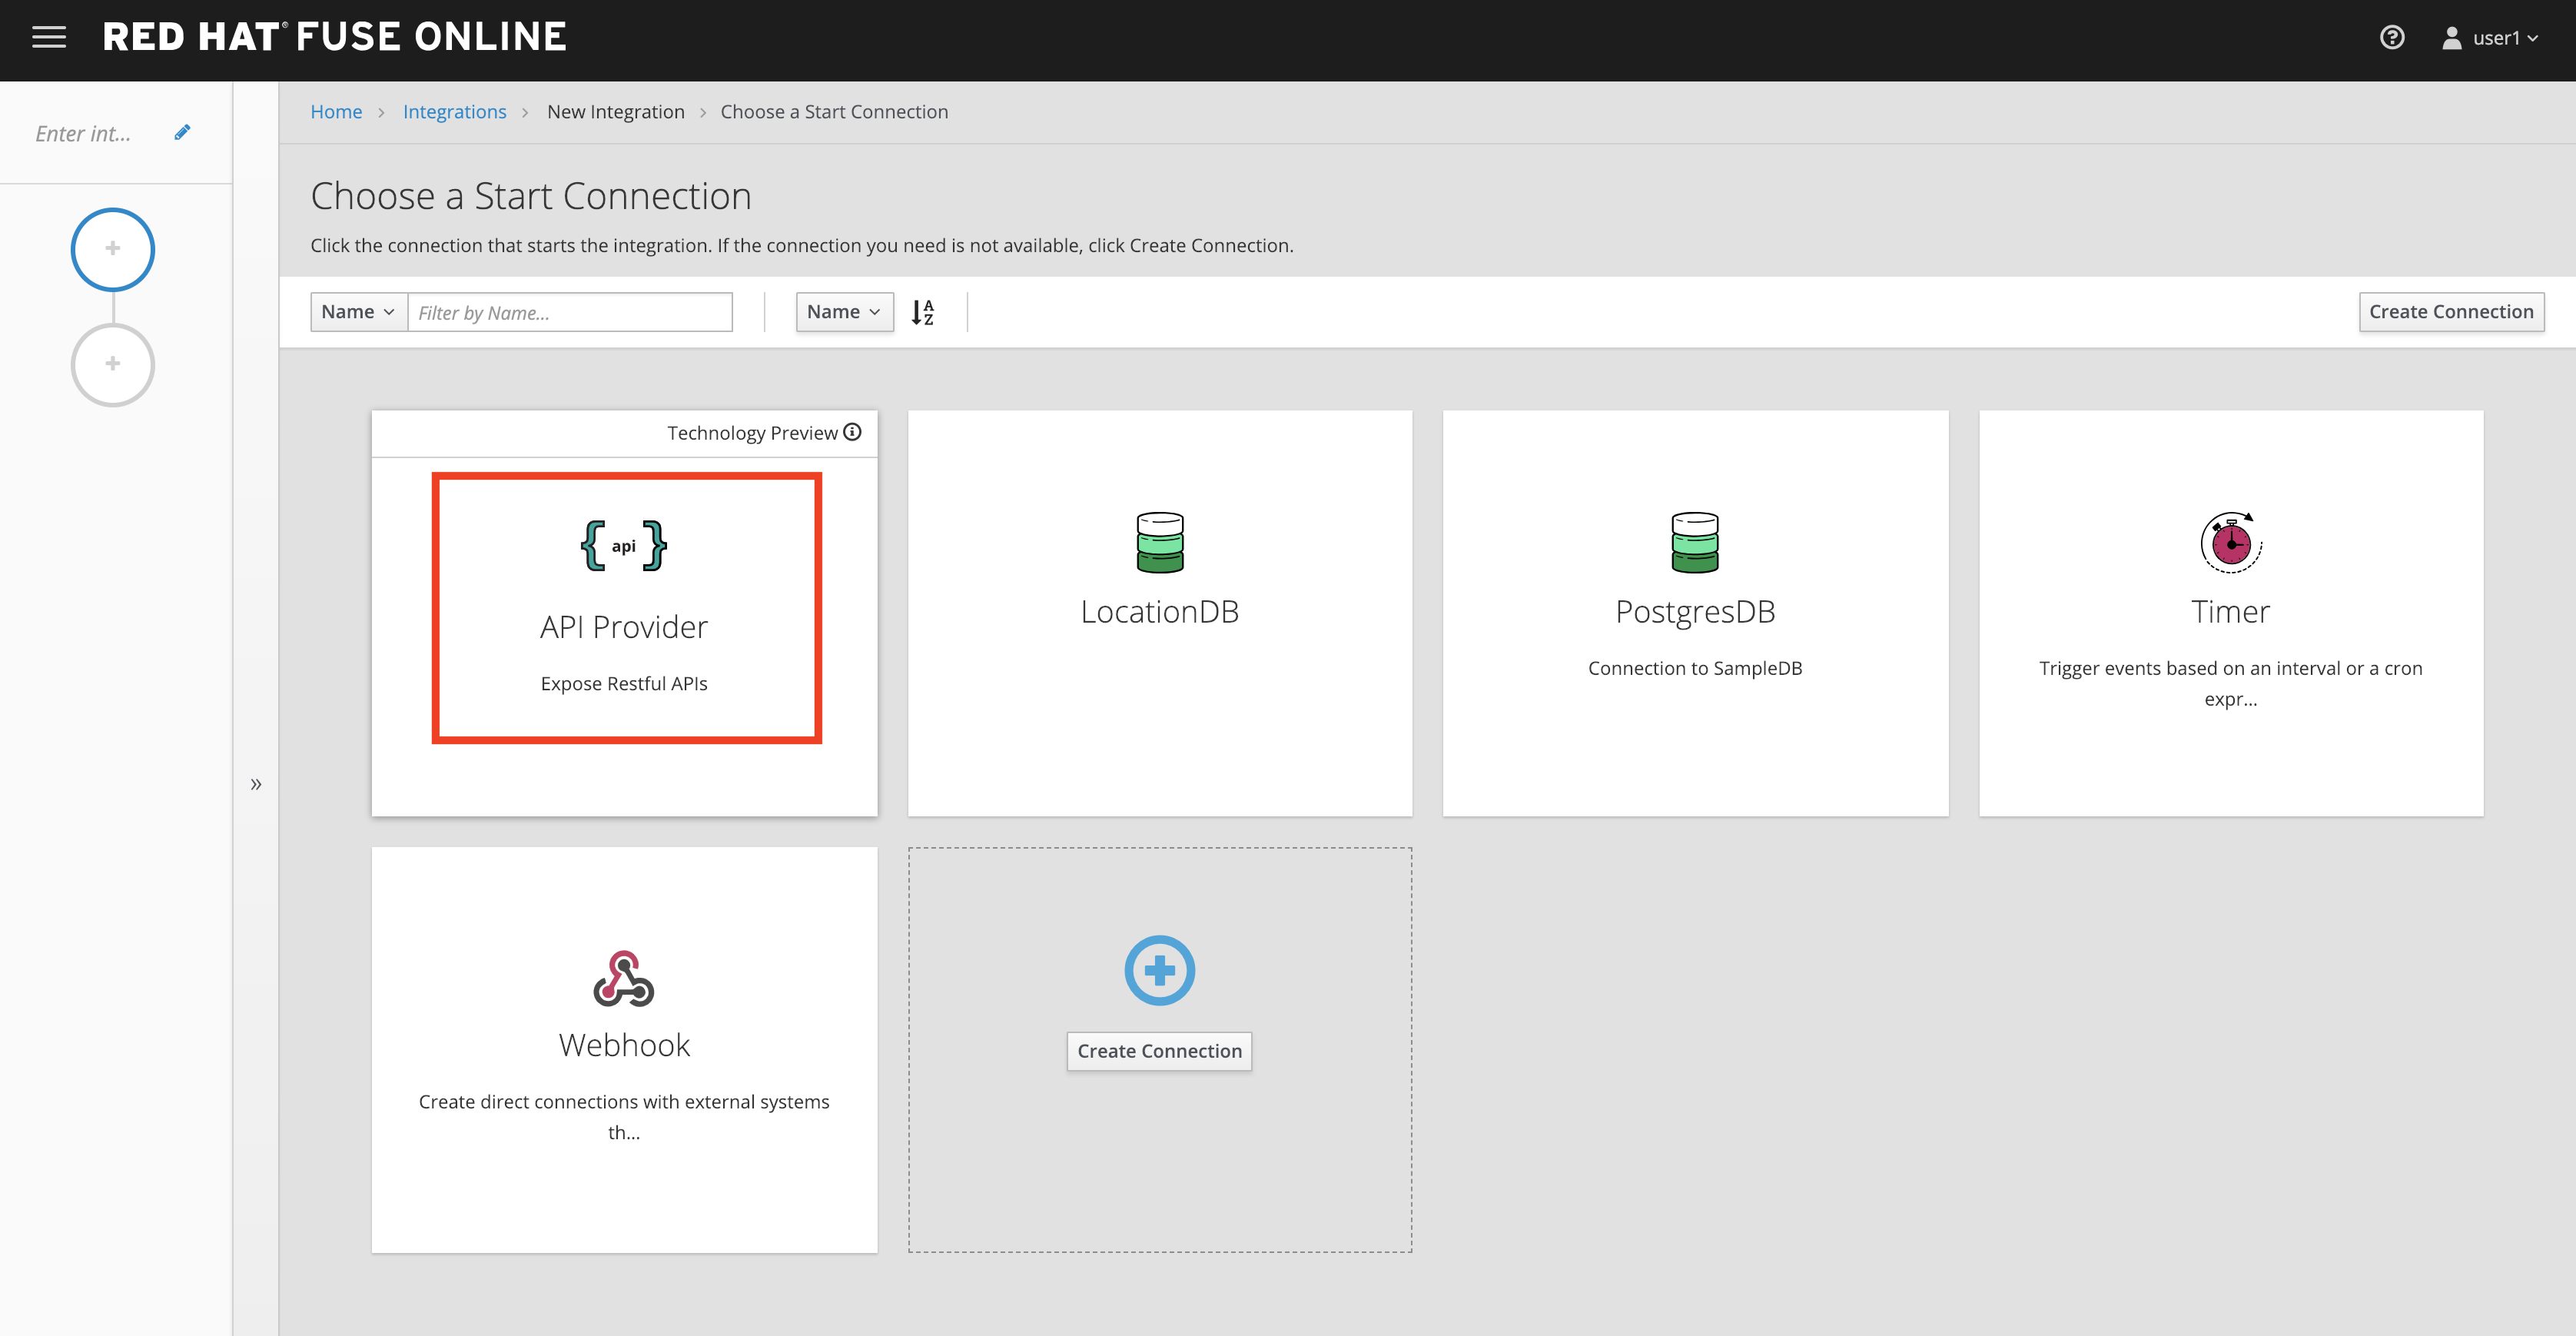 RED HAT® FUSE ONLINE
user1
Enter int...
Home > Integrations > New Integration > Choose a Start Connection
Choose a Start Connection
Click the connection that starts the integration. If the connection you need is not available, click Create Connection.
Name
Filter by Name...
Name
A
Z
Create Connection
Technology Preview
{ api }
API Provider
Expose Restful APIs
LocationDB
PostgresDB
Connection to SampleDB
Timer
Trigger events based on an interval or a cron
expr...
»
Webhook
Create direct connections with external systems
th...
Create Connection